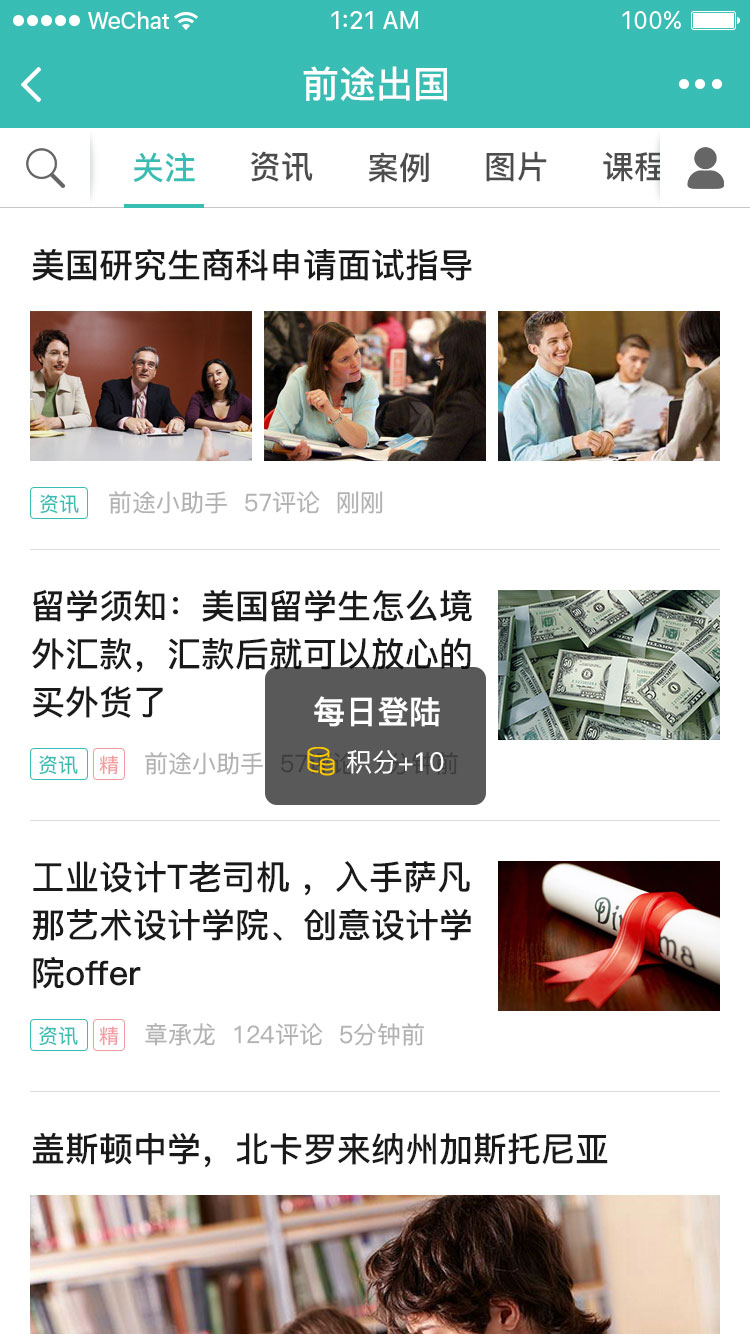 WeChat 1:21 AM 100%
前途出国
关注 资讯 案例 图片 课程
美国研究生商科申请面试指导
资讯 前途小助手 57评论 刚刚
留学须知：美国留学生怎么境
外汇款，汇款后就可以放心的
买外货了
每日登陆
资讯 精 前途小助手
积分+10
工业设计T老司机 ，入手萨凡
那艺术设计学院、创意设计学
院offer
资讯 精 章承龙 124评论 5分钟前
盖斯顿中学，北卡罗来纳州加斯托尼亚